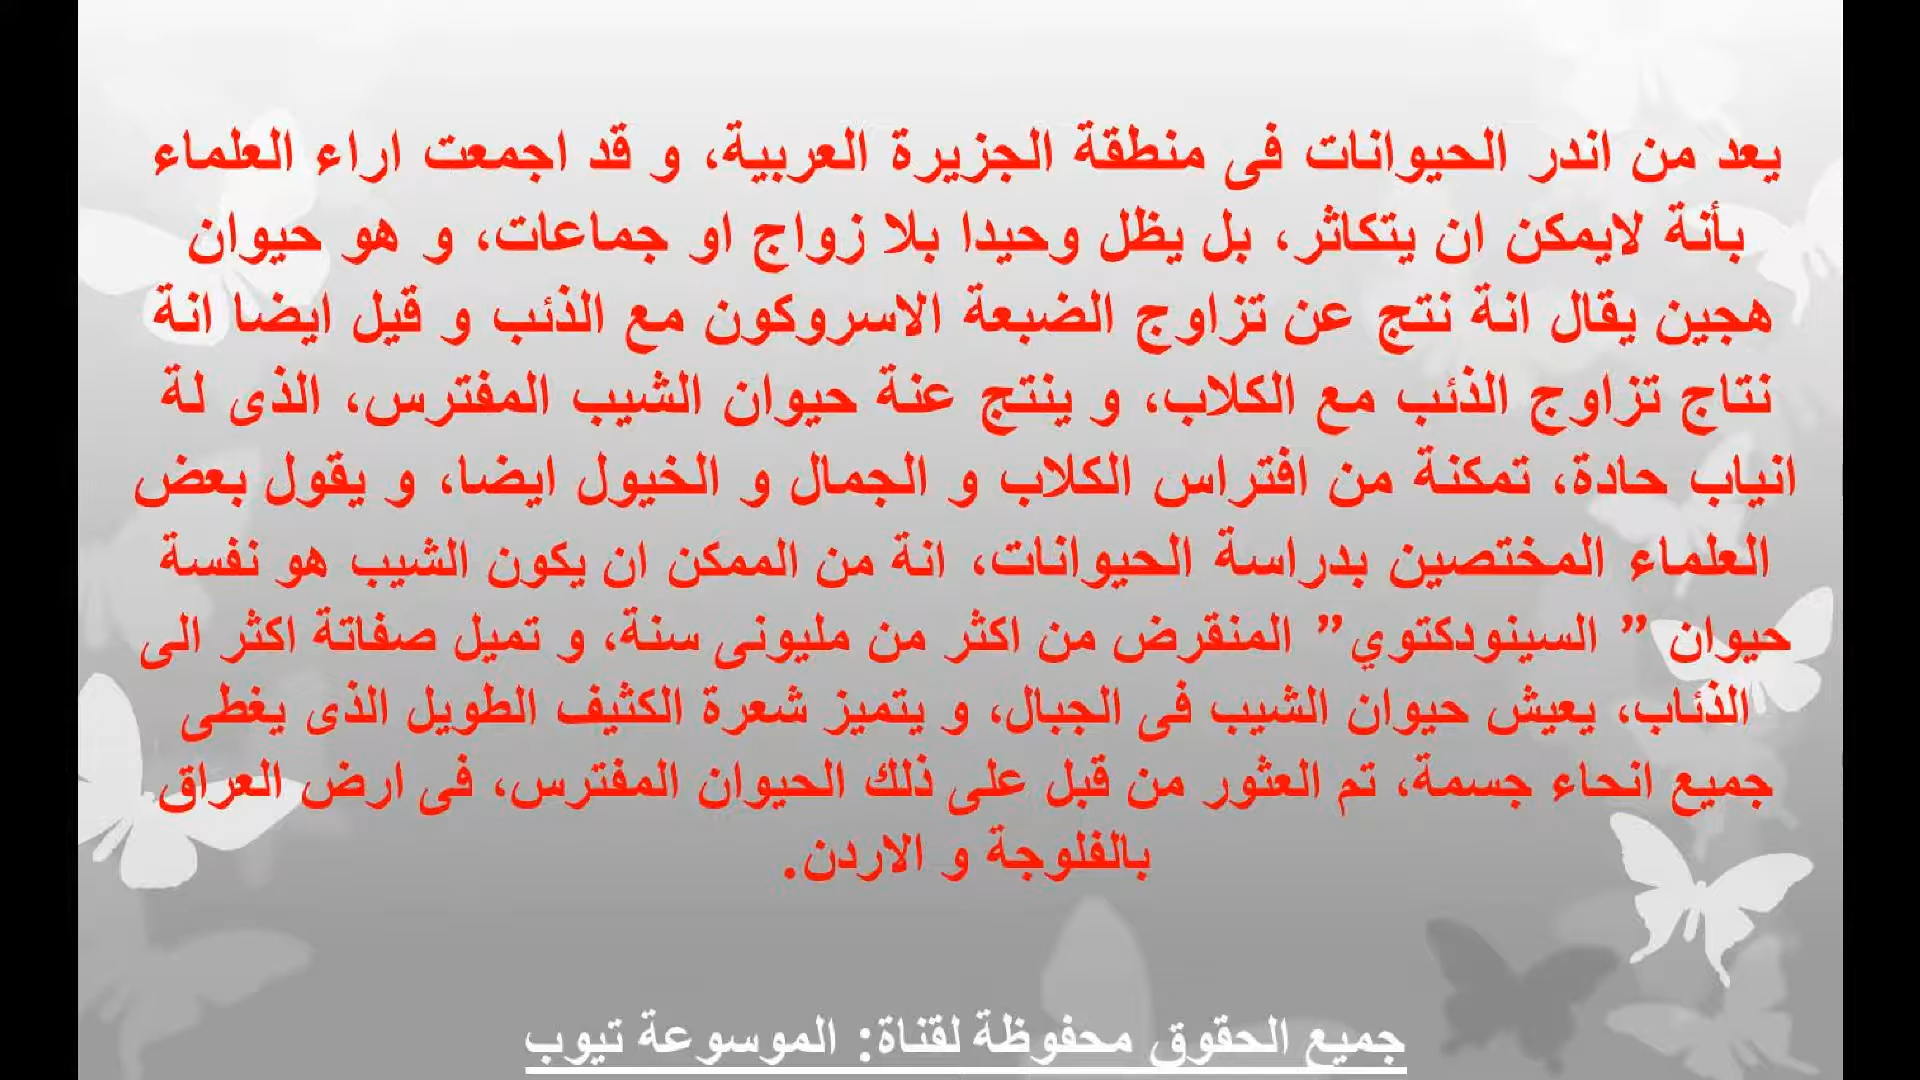 يعد من اندر الحيوانات فى منطقة الجزيرة العربية، و قد اجمعت اراء العلماء
بأنة لايمكن ان يتكاثر، بل يظل وحيدا بلا زواج او جماعات، و هو حيوان
هجين يقال انة نتج عن تزاوج الضبعة الاسروكون مع الذئب و قيل ايضا انة
نتاج تزاوج الذئب مع الكلاب، و ينتج عنة حيوان الشيب المفترس، الذى لة
انياب حادة، تمكنة من افتراس الكلاب و الجمال و الخيول ايضا، و يقول بعض
العلماء المختصين بدراسة الحيوانات، انة من الممكن ان يكون الشيب هو نفسة
حيوان ” السينودكتوي” المنقرض من اكثر من مليونى سنة، و تميل صفاتة اكثر الى
الذئاب، يعيش حيوان الشيب فى الجبال، و يتميز شعرة الكثيف الطويل الذى يغطى
جميع انحاء جسمة، تم العثور من قبل على ذلك الحيوان المفترس، فى ارض العراق
بالفلوجة و الاردن.
جميع الحقوق محفوظة لقناة: الموسوعة تيوب